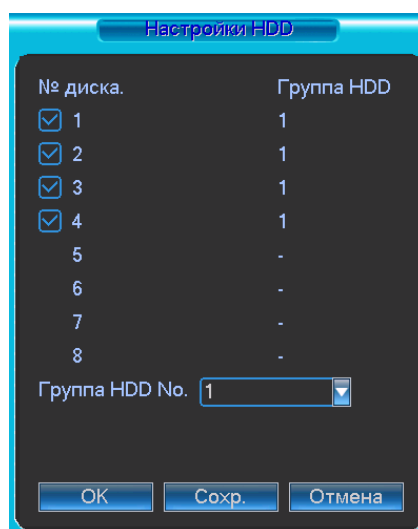 Настройки HDD
№ диска. Группа HDD
1 1
2 1
3 1
4 1
5 -
6 -
7 -
8 -
Группа HDD No. 1
OK Сохр. Отмена